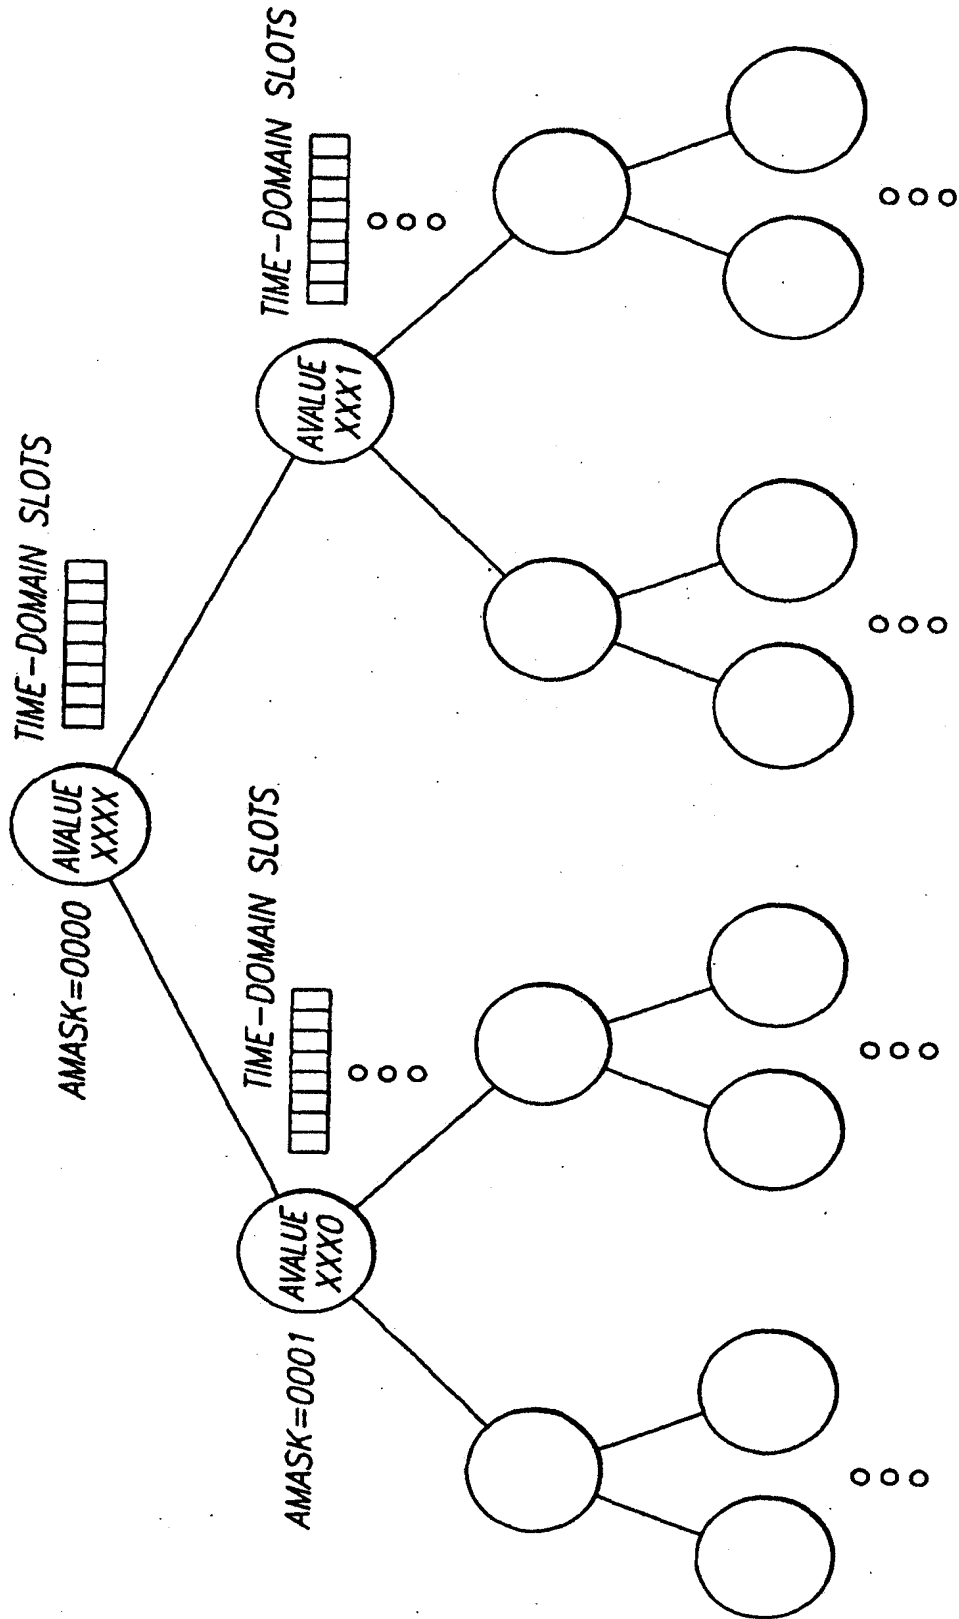 TIME-DOMAIN SLOTS
AMASK=0000
AVALUE
XXXX
TIME-DOMAIN SLOTS
TIME-DOMAIN SLOTS
AMASK=0001
AVALUE
XXX0
AVALUE
XXX1